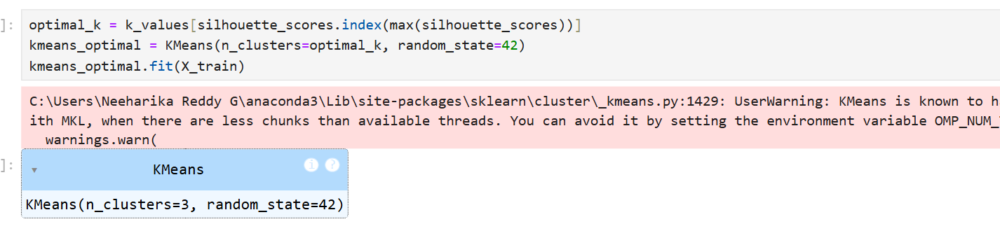 ]:
optimal_k = k_values[silhouette_scores.index(max(silhouette_scores))]
kmeans_optimal = KMeans(n_clusters=optimal_k, random_state=42)
kmeans_optimal.fit(X_train)
C:\Users\Neeharika Reddy G\anaconda3\Lib\site-packages\sklearn\cluster\_kmeans.py:1429: UserWarning: KMeans is known to h
ith MKL, when there are less chunks than available threads. You can avoid it by setting the environment variable OMP_NUM_
warnings.warn(
]:
▾ KMeans i ?
KMeans(n_clusters=3, random_state=42)